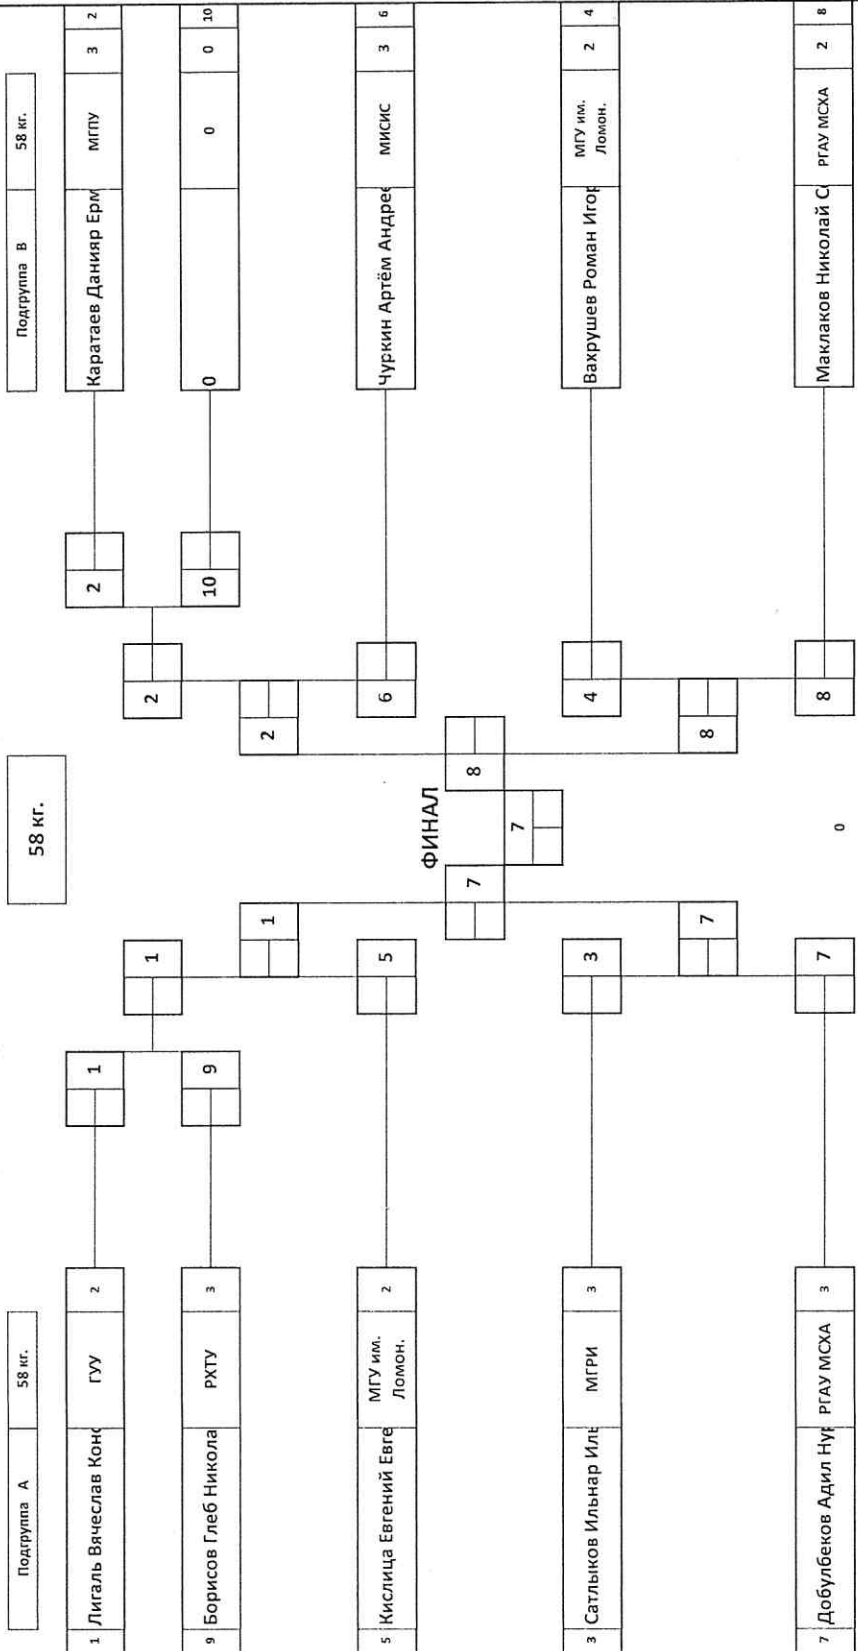 58 кг.
Подгруппа А 58 кг.
1 Лигаль Вячеслав Конс ГУУ 2
9 Борисов Глеб Никола РХТУ 3
5 Кислица Евгений Евге МГУ им.
Ломон. 2
3 Сатлыков Ильнар Иль МГРИ 3
7 Добулбеков Адил Нур РГАУ МСХА 3
1
9
1
5
1
3
7
7
ФИНАЛ
7
7
8
2
8
2
6
4
8
2
10
0
Подгруппа В 58 кг.
Каратаев Данияр Ерм МГПУ 3 2
0 0 0 10
Чуркин Артём Андрее МИСИС 3 6
Вахрушев Роман Игор МГУ им.
Ломон. 2 4
Маклаков Николай Се РГАУ МСХА 2 8